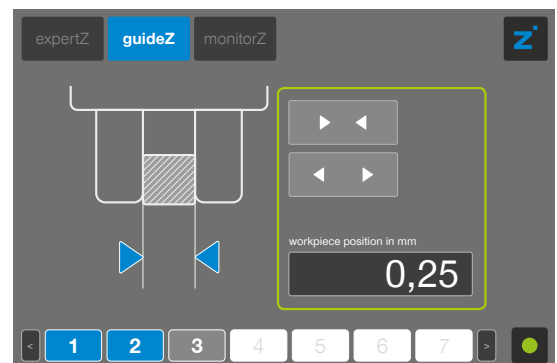 expertZ guideZ monitorZ z
workpiece position in mm
0,25
< 1 2 3 4 5 6 7 >